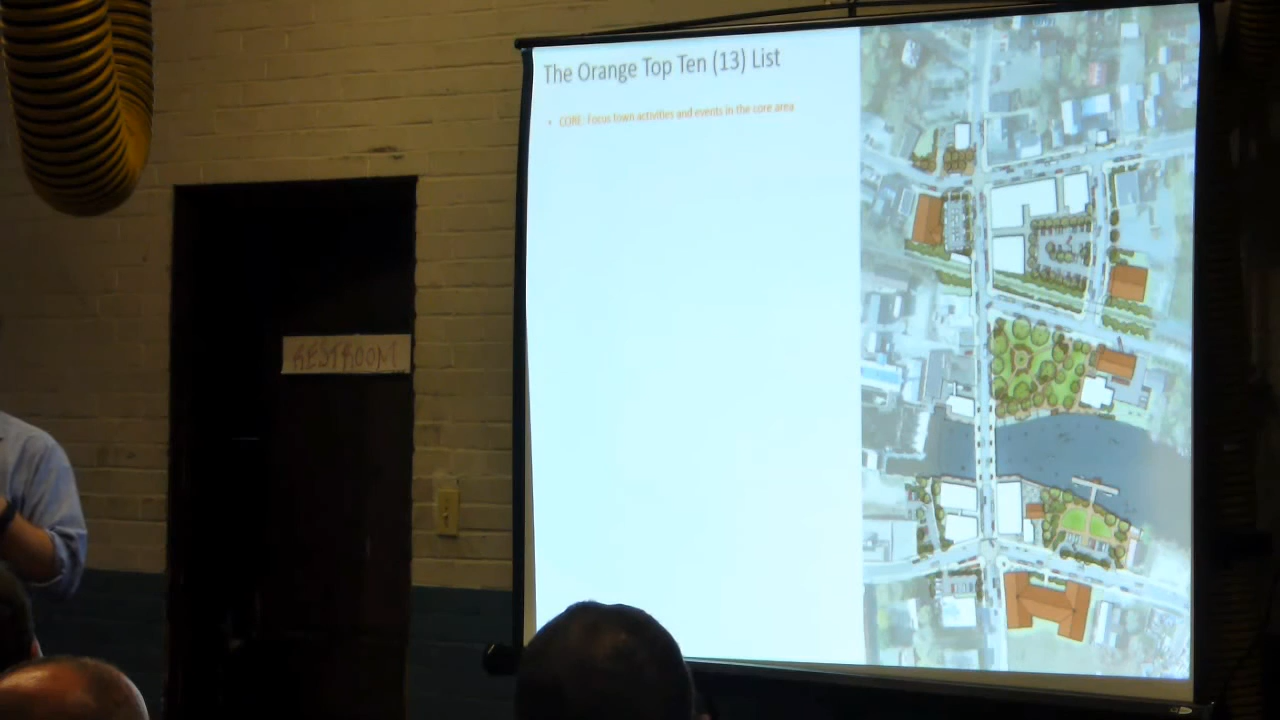 The Orange Top Ten (13) List
• CORE: Focus town activities and events in the core area
RESTROOM